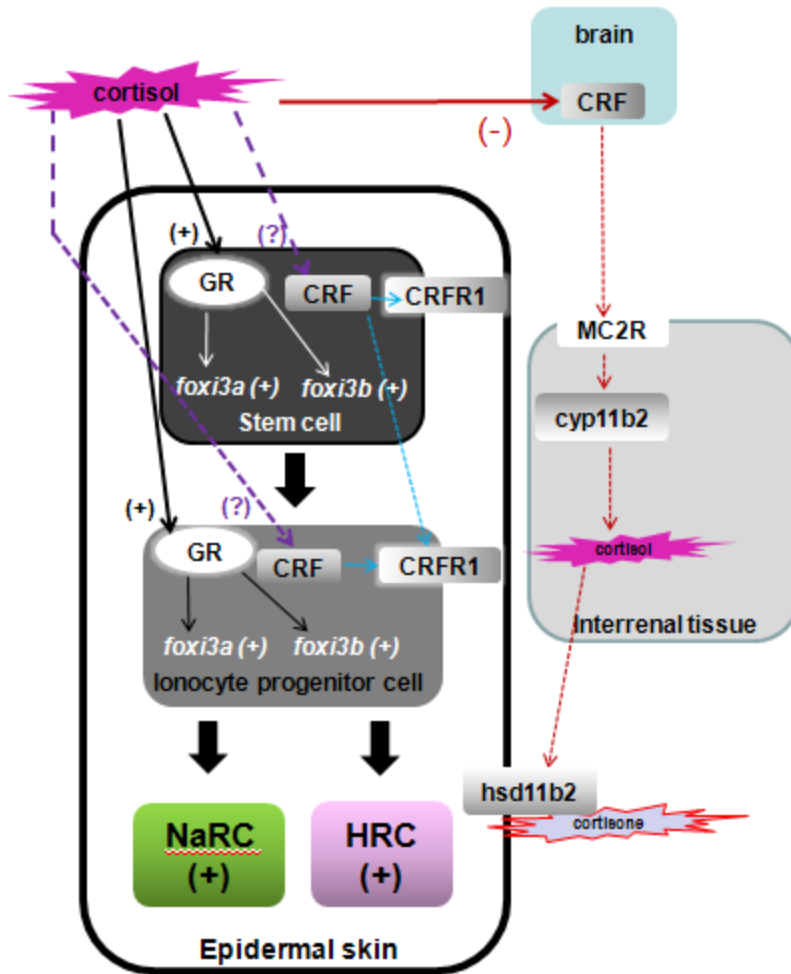 brain
cortisol
CRF
(-)
(+)
(?)
GR
CRF
CRFR1
MC2R
foxi3a (+) foxi3b (+)
Stem cell
cyp11b2
(+)
(?)
GR
CRF
CRFR1
cortisol
foxi3a (+) foxi3b (+)
Interrenal tissue
Ionocyte progenitor cell
hsd11b2
cortisone
NaRC
(+)
HRC
(+)
Epidermal skin